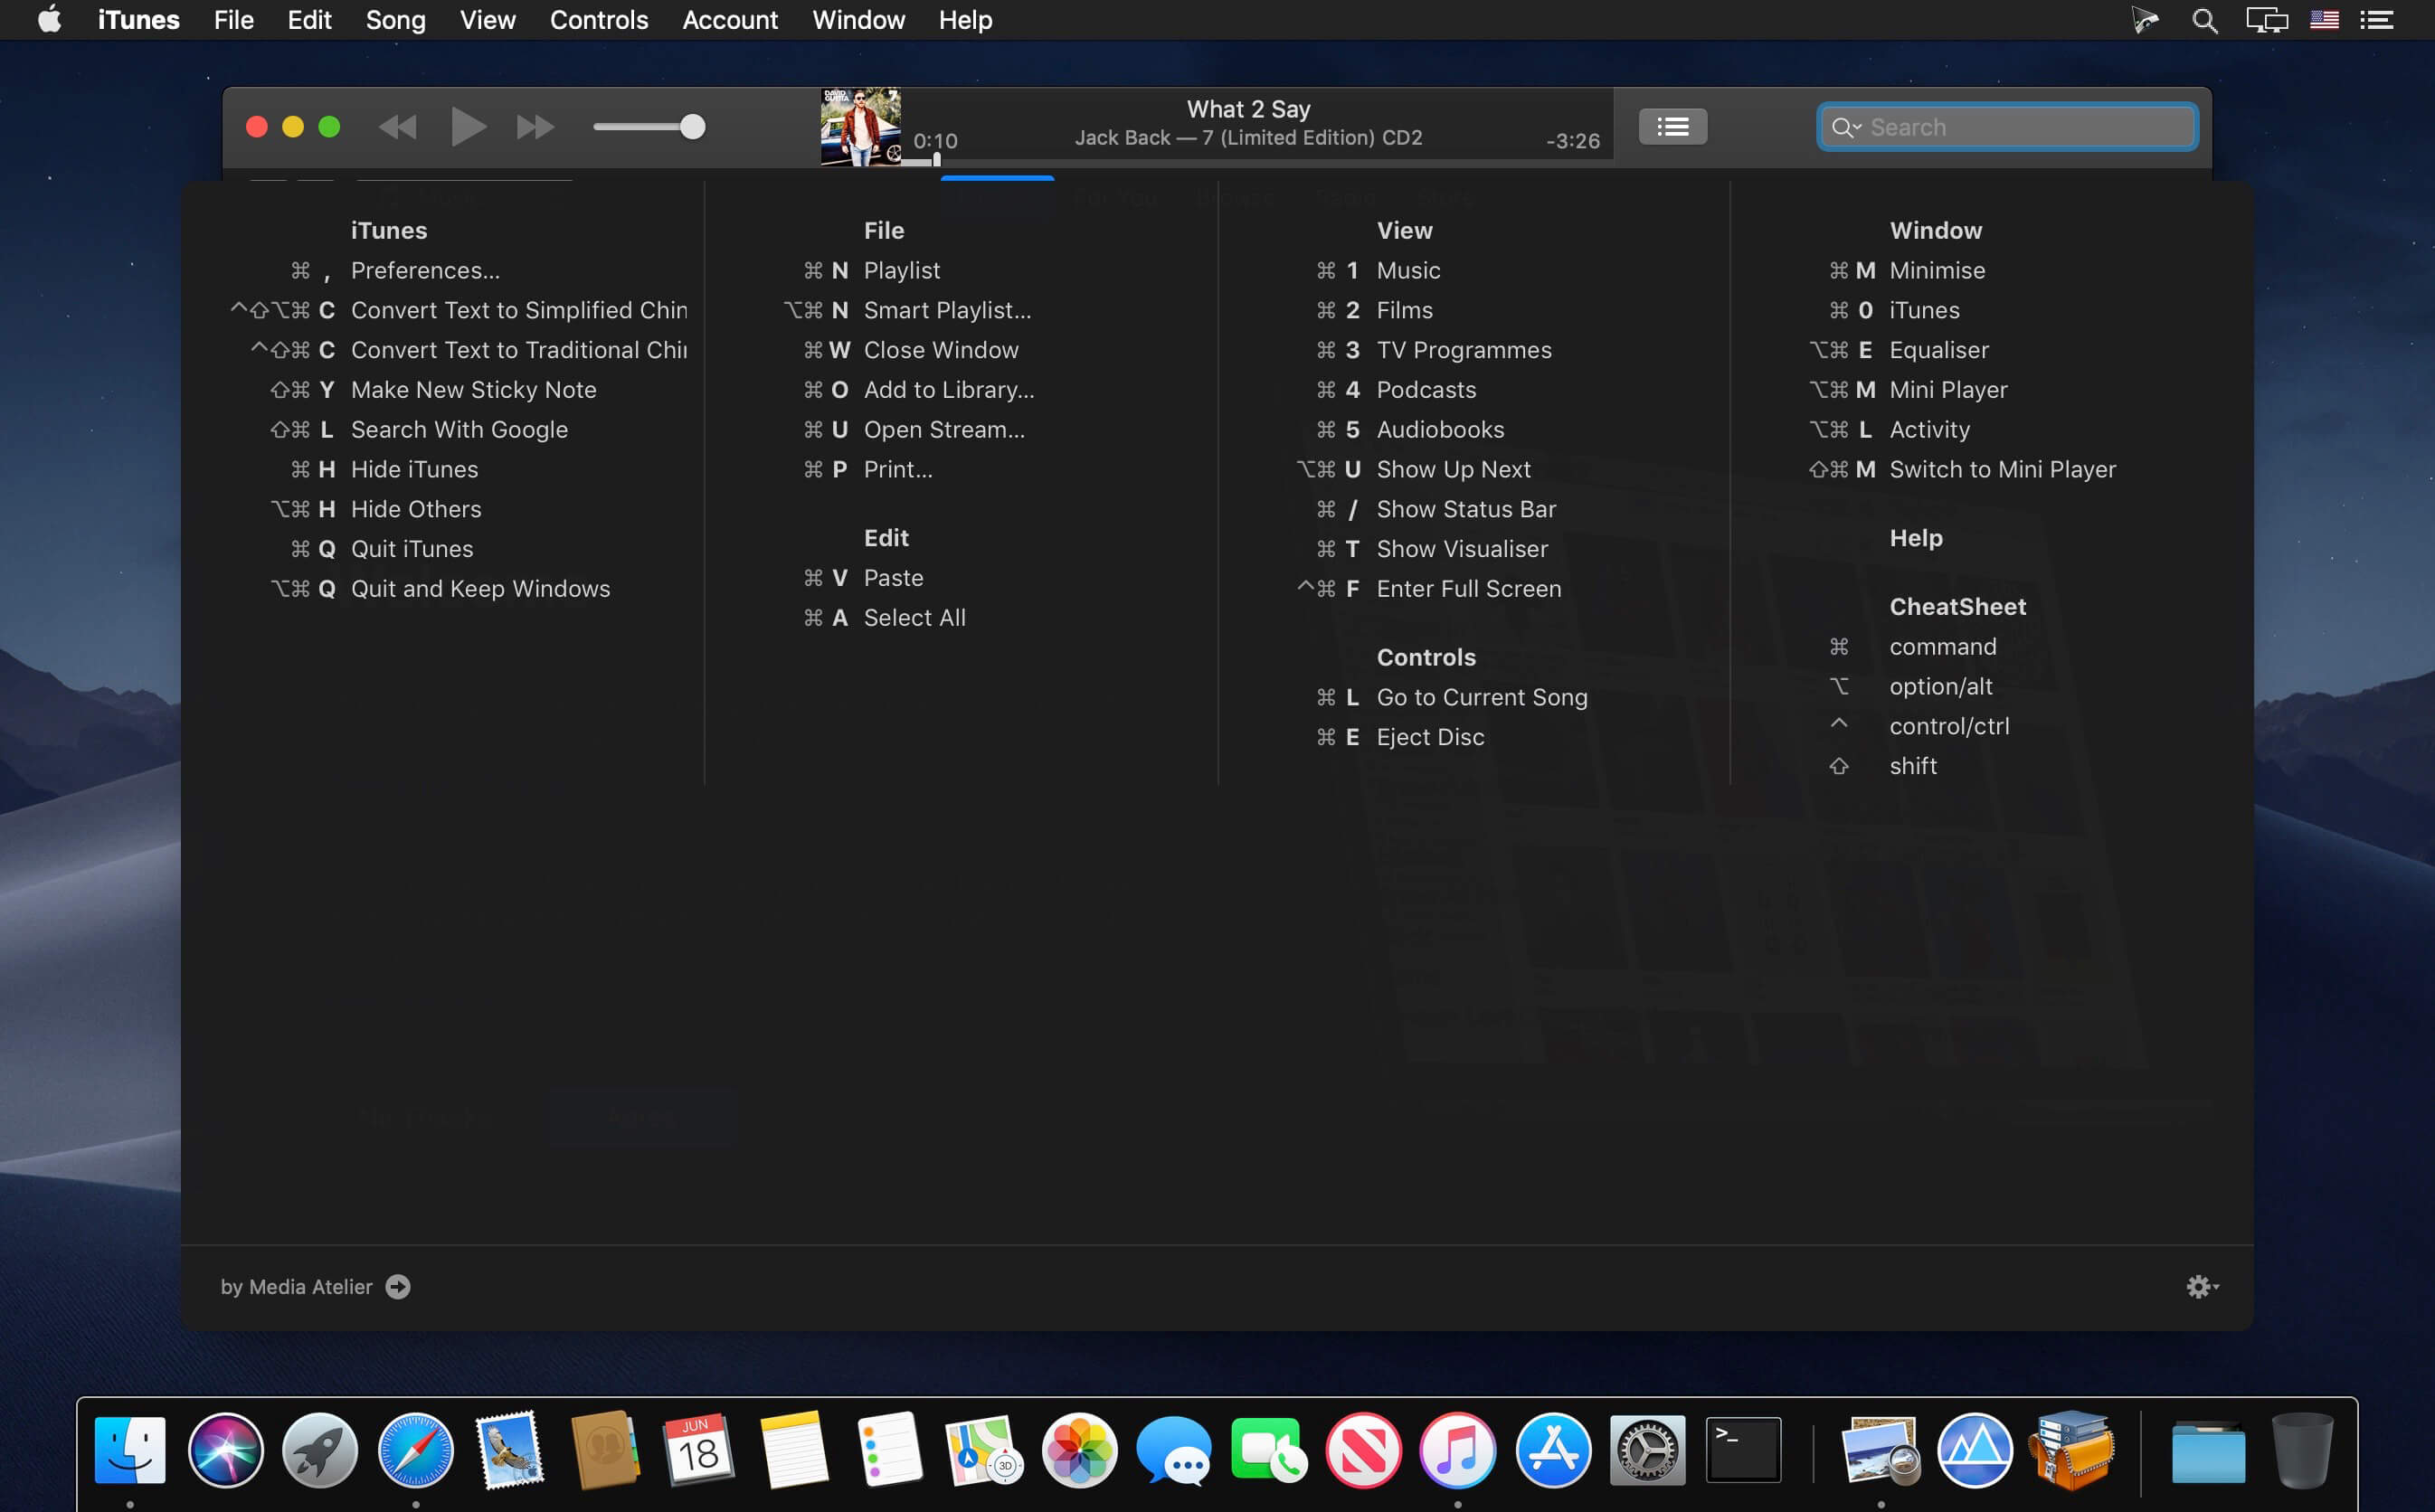 iTunes File Edit Song View Controls Account Window Help
DAVID GUETTA 7
What 2 Say
0:10 Jack Back — 7 (Limited Edition) CD2 -3:26
Search
iTunes
⌘ , Preferences...
^⇧⌥⌘ C Convert Text to Simplified Chin
^⇧⌘ C Convert Text to Traditional Chi
⇧⌘ Y Make New Sticky Note
⇧⌘ L Search With Google
⌘ H Hide iTunes
⌥⌘ H Hide Others
⌘ Q Quit iTunes
⌥⌘ Q Quit and Keep Windows
File
⌘ N Playlist
⌥⌘ N Smart Playlist...
⌘ W Close Window
⌘ O Add to Library...
⌘ U Open Stream...
⌘ P Print...
Edit
⌘ V Paste
⌘ A Select All
View
⌘ 1 Music
⌘ 2 Films
⌘ 3 TV Programmes
⌘ 4 Podcasts
⌘ 5 Audiobooks
⌥⌘ U Show Up Next
⌘ / Show Status Bar
⌘ T Show Visualiser
^⌘ F Enter Full Screen
Controls
⌘ L Go to Current Song
⌘ E Eject Disc
Window
⌘ M Minimise
⌘ 0 iTunes
⌥⌘ E Equaliser
⌥⌘ M Mini Player
⌥⌘ L Activity
⇧⌘ M Switch to Mini Player
Help
CheatSheet
⌘ command
⌥ option/alt
^ control/ctrl
⇧ shift
by Media Atelier
JUN
18
3D
>_